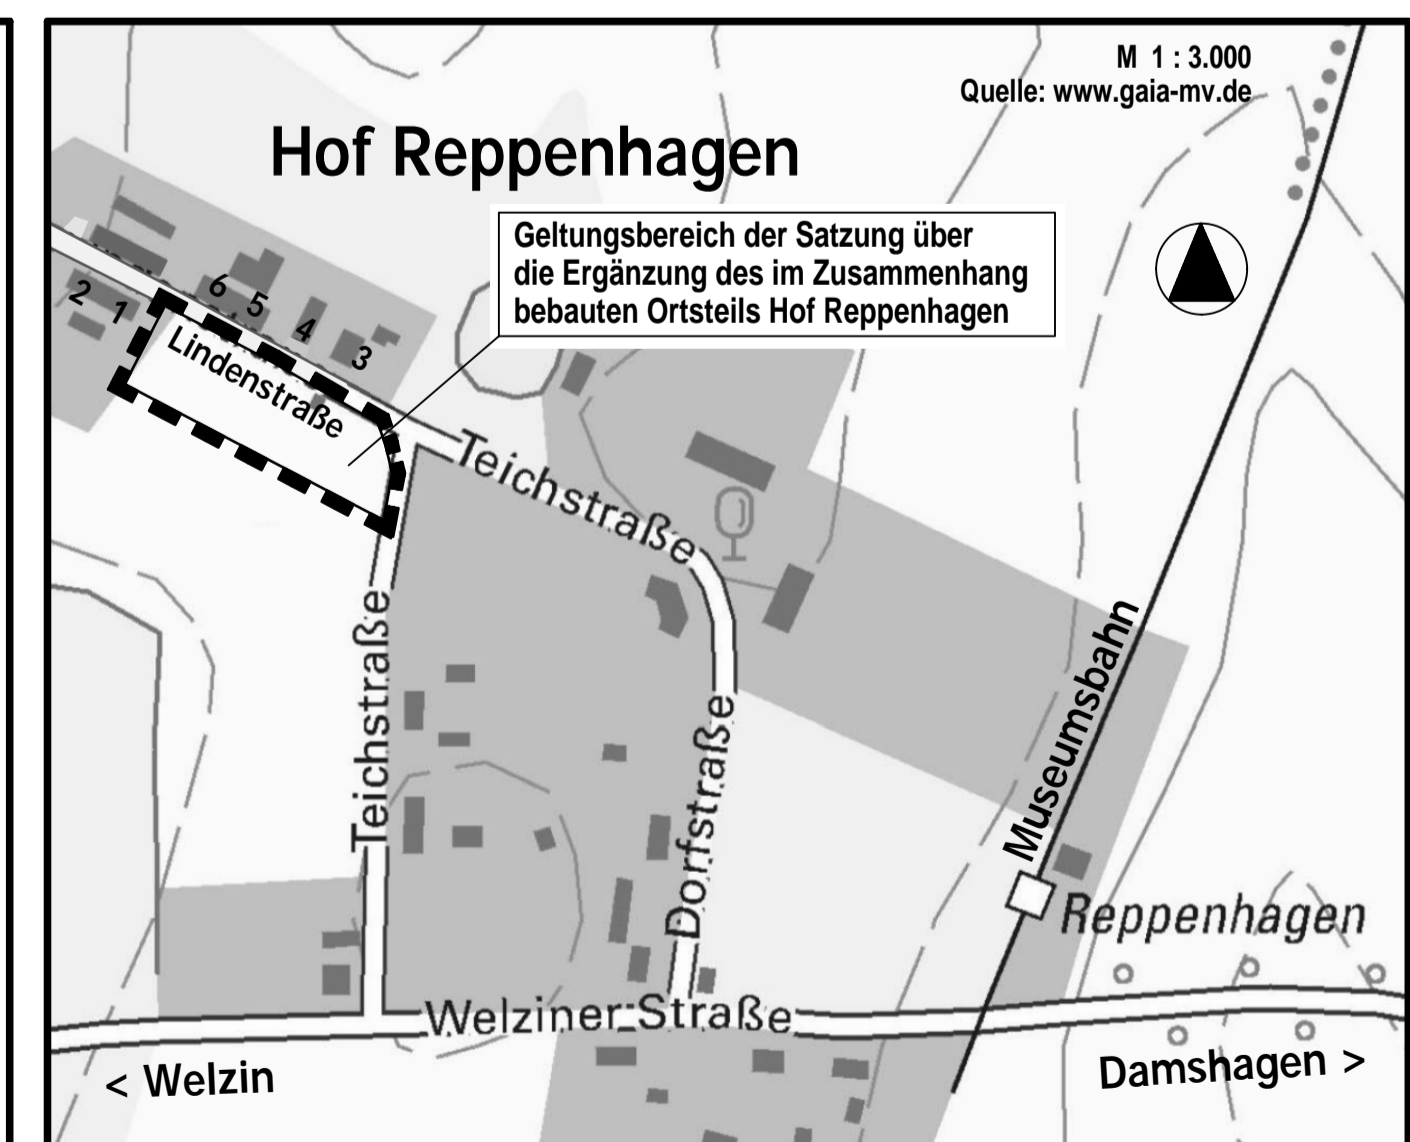 M 1 : 3.000
Quelle: www.gaia-mv.de
Hof Reppenhagen
Geltungsbereich der Satzung über
die Ergänzung des im Zusammenhang
bebauten Ortsteils Hof Reppenhagen
2
1
6
5
4
3
Lindenstraße
Teichstraße
Teichstraße
Dorfstraße
Museumsbahn
Reppenhagen
Welziner Straße
< Welzin
Damshagen >